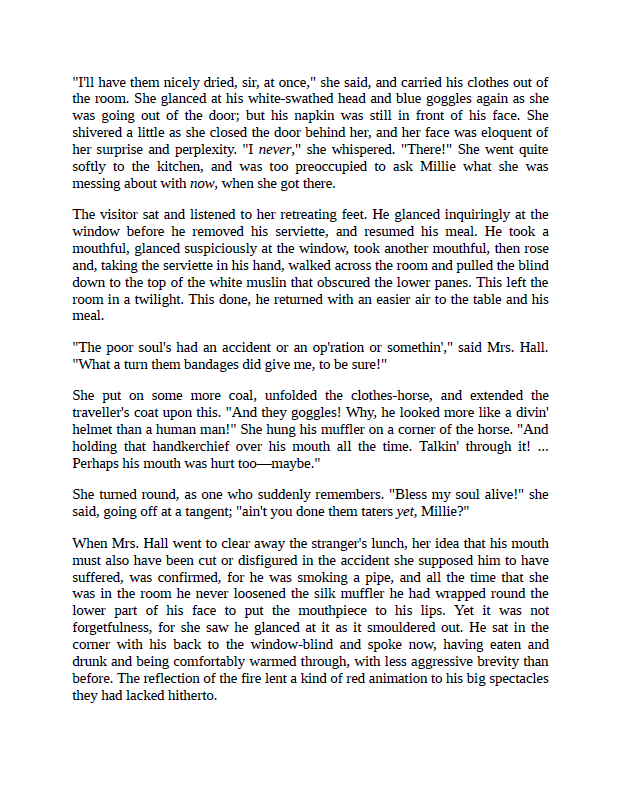 "I'll have them nicely dried, sir, at once," she said, and carried his clothes out of
the room. She glanced at his white-swathed head and blue goggles again as she
was going out of the door; but his napkin was still in front of his face. She
shivered a little as she closed the door behind her, and her face was eloquent of
her surprise and perplexity. "I never," she whispered. "There!" She went quite
softly to the kitchen, and was too preoccupied to ask Millie what she was
messing about with now, when she got there.
The visitor sat and listened to her retreating feet. He glanced inquiringly at the
window before he removed his serviette, and resumed his meal. He took a
mouthful, glanced suspiciously at the window, took another mouthful, then rose
and, taking the serviette in his hand, walked across the room and pulled the blind
down to the top of the white muslin that obscured the lower panes. This left the
room in a twilight. This done, he returned with an easier air to the table and his
meal.
"The poor soul's had an accident or an op'ration or somethin'," said Mrs. Hall.
"What a turn them bandages did give me, to be sure!"
She put on some more coal, unfolded the clothes-horse, and extended the
traveller's coat upon this. "And they goggles! Why, he looked more like a divin'
helmet than a human man!" She hung his muffler on a corner of the horse. "And
holding that handkerchief over his mouth all the time. Talkin' through it! ...
Perhaps his mouth was hurt too—maybe."
She turned round, as one who suddenly remembers. "Bless my soul alive!" she
said, going off at a tangent; "ain't you done them taters yet, Millie?"
When Mrs. Hall went to clear away the stranger's lunch, her idea that his mouth
must also have been cut or disfigured in the accident she supposed him to have
suffered, was confirmed, for he was smoking a pipe, and all the time that she
was in the room he never loosened the silk muffler he had wrapped round the
lower part of his face to put the mouthpiece to his lips. Yet it was not
forgetfulness, for she saw he glanced at it as it smouldered out. He sat in the
corner with his back to the window-blind and spoke now, having eaten and
drunk and being comfortably warmed through, with less aggressive brevity than
before. The reflection of the fire lent a kind of red animation to his big spectacles
they had lacked hitherto.